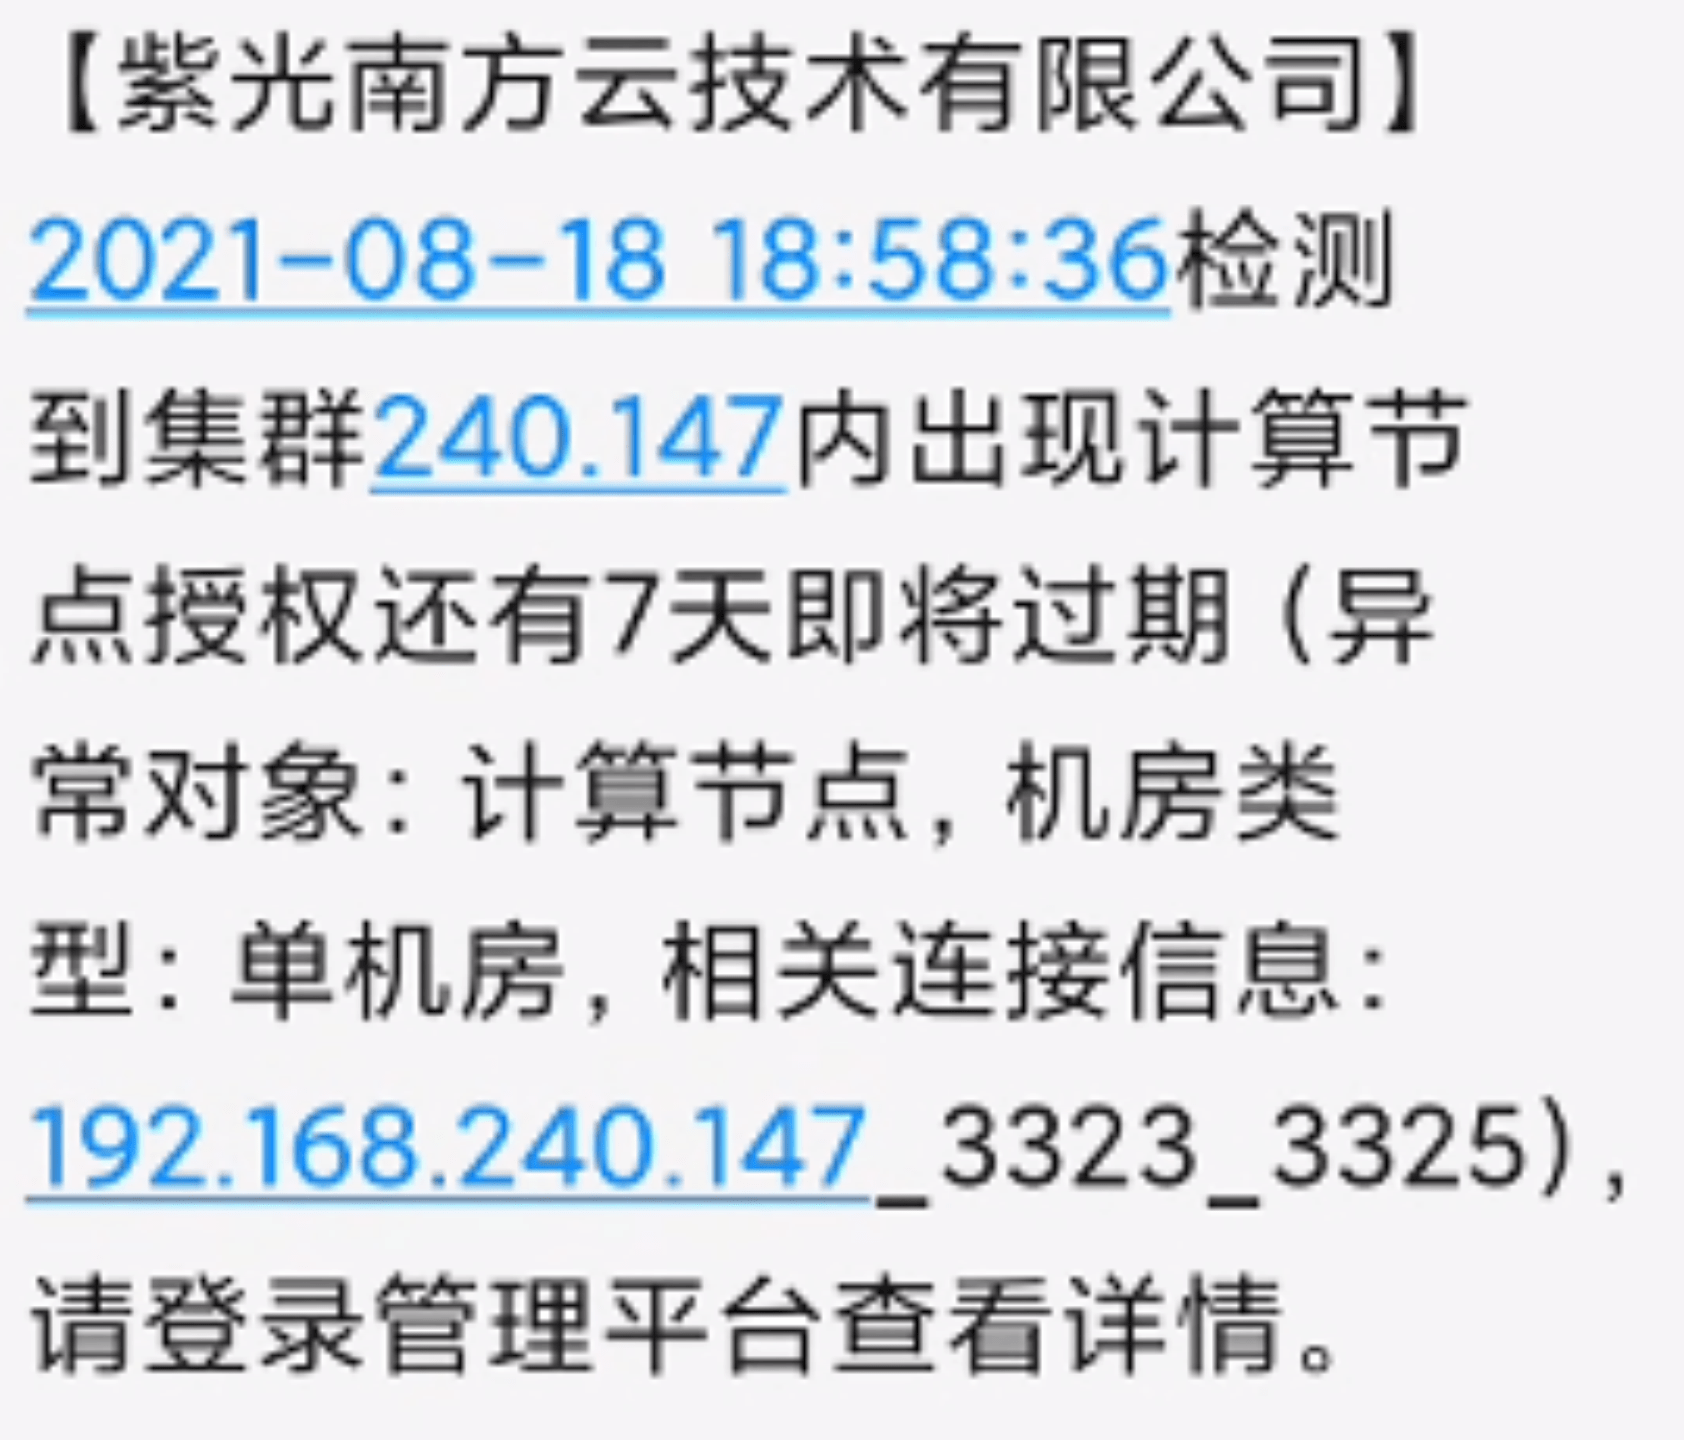 【紫光南方云技术有限公司】
2021-08-18 18:58:36检测
到集群240.147内出现计算节
点授权还有7天即将过期（异
常对象：计算节点，机房类
型：单机房，相关连接信息：
192.168.240.147_3323_3325)，
请登录管理平台查看详情。